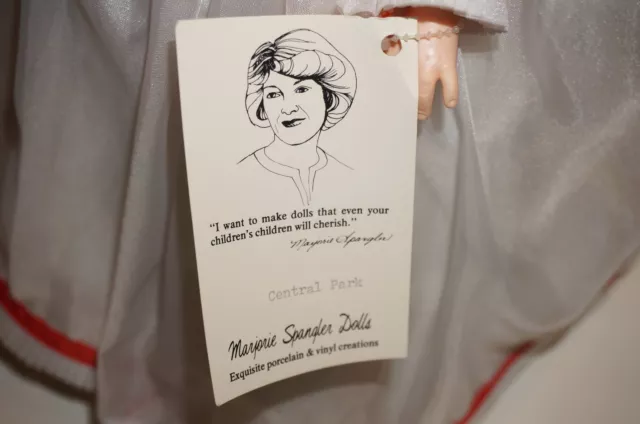 "I want to make dolls that even your
children's children will cherish."
Marjorie Spangler
Central Park
Marjorie Spangler Dolls
Exquisite porcelain & vinyl creations